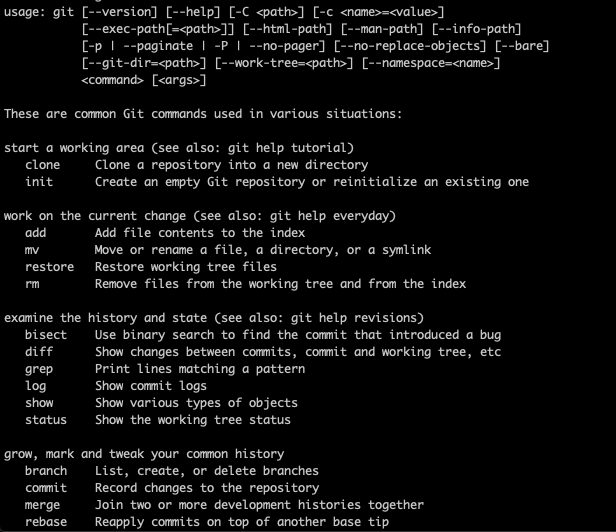 usage: git [--version] [--help] [-C <path>] [-c <name>=<value>]
           [--exec-path[=<path>]] [--html-path] [--man-path] [--info-path]
           [-p | --paginate | -P | --no-pager] [--no-replace-objects] [--bare]
           [--git-dir=<path>] [--work-tree=<path>] [--namespace=<name>]
           <command> [<args>]

These are common Git commands used in various situations:

start a working area (see also: git help tutorial)
   clone     Clone a repository into a new directory
   init      Create an empty Git repository or reinitialize an existing one

work on the current change (see also: git help everyday)
   add       Add file contents to the index
   mv        Move or rename a file, a directory, or a symlink
   restore   Restore working tree files
   rm        Remove files from the working tree and from the index

examine the history and state (see also: git help revisions)
   bisect    Use binary search to find the commit that introduced a bug
   diff      Show changes between commits, commit and working tree, etc
   grep      Print lines matching a pattern
   log       Show commit logs
   show      Show various types of objects
   status    Show the working tree status

grow, mark and tweak your common history
   branch    List, create, or delete branches
   commit    Record changes to the repository
   merge     Join two or more development histories together
   rebase    Reapply commits on top of another base tip